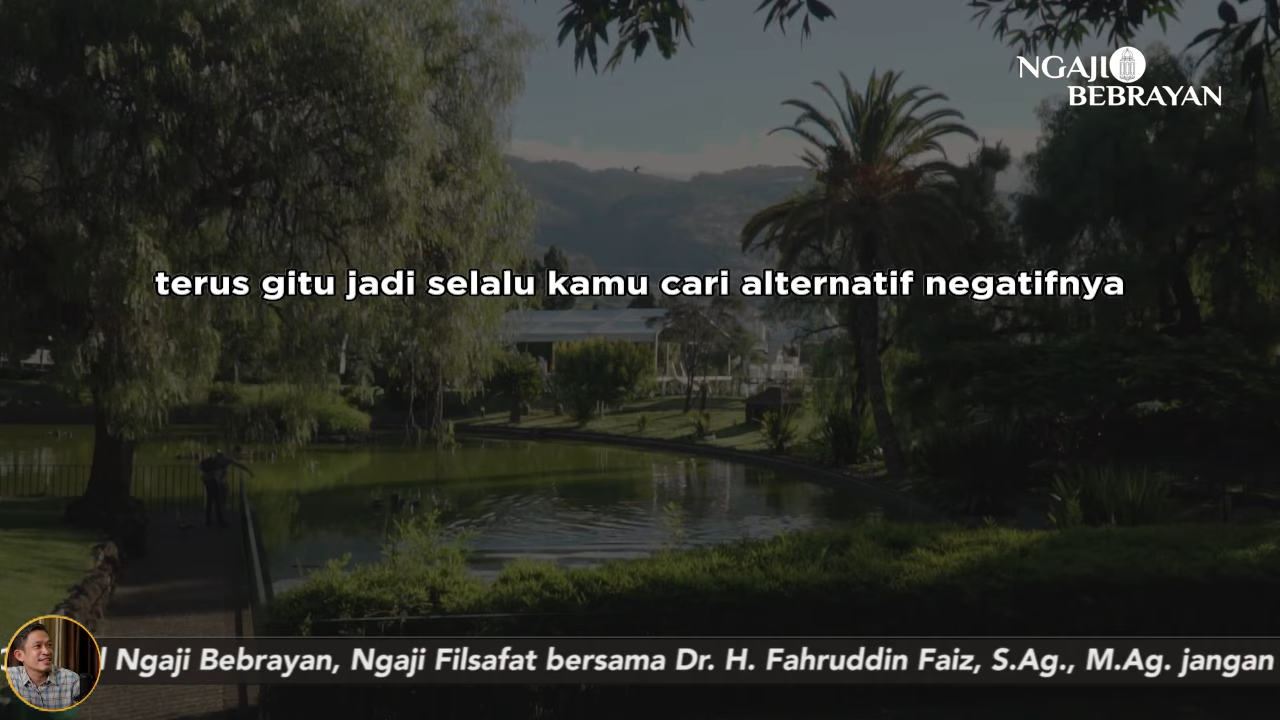 NGAJI
BEBRAYAN
terus gitu jadi selalu kamu cari alternatif negatifnya
Ngaji Bebrayan, Ngaji Filsafat bersama Dr. H. Fahruddin Faiz, S.Ag., M.Ag. jangan